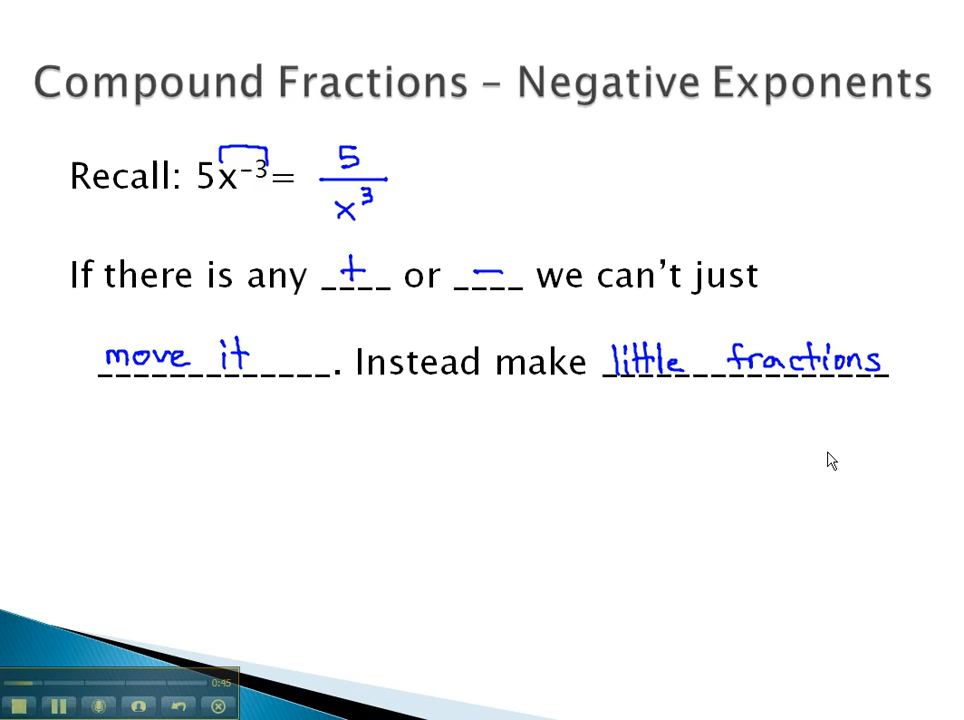 Compound Fractions – Negative Exponents
Recall: 5x⁻³= 5/x³
If there is any + or – we can't just
move it. Instead make little fractions
0:45